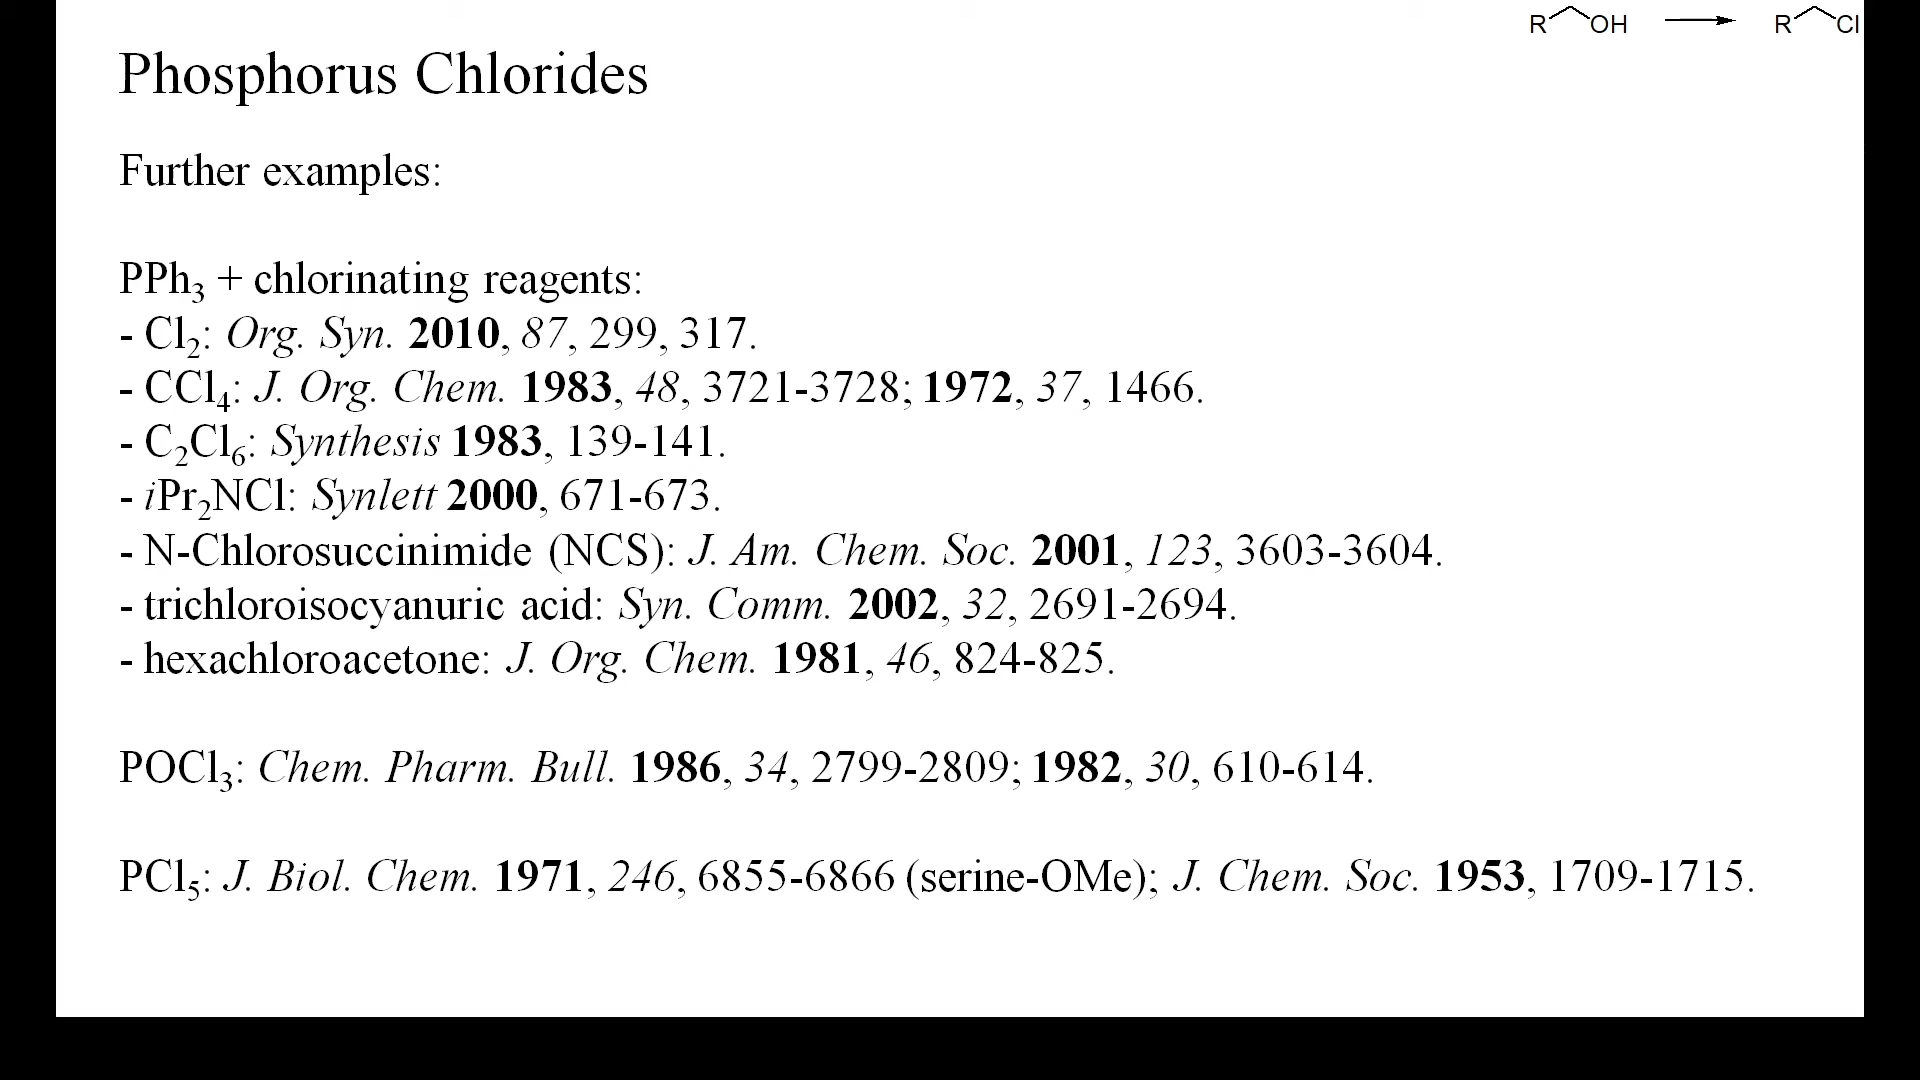 R OH R Cl
Phosphorus Chlorides
Further examples:
PPh₃ + chlorinating reagents:
- Cl₂: Org. Syn. 2010, 87, 299, 317.
- CCl₄: J. Org. Chem. 1983, 48, 3721-3728; 1972, 37, 1466.
- C₂Cl₆: Synthesis 1983, 139-141.
- iPr₂NCl: Synlett 2000, 671-673.
- N-Chlorosuccinimide (NCS): J. Am. Chem. Soc. 2001, 123, 3603-3604.
- trichloroisocyanuric acid: Syn. Comm. 2002, 32, 2691-2694.
- hexachloroacetone: J. Org. Chem. 1981, 46, 824-825.
POCl₃: Chem. Pharm. Bull. 1986, 34, 2799-2809; 1982, 30, 610-614.
PCl₅: J. Biol. Chem. 1971, 246, 6855-6866 (serine-OMe); J. Chem. Soc. 1953, 1709-1715.